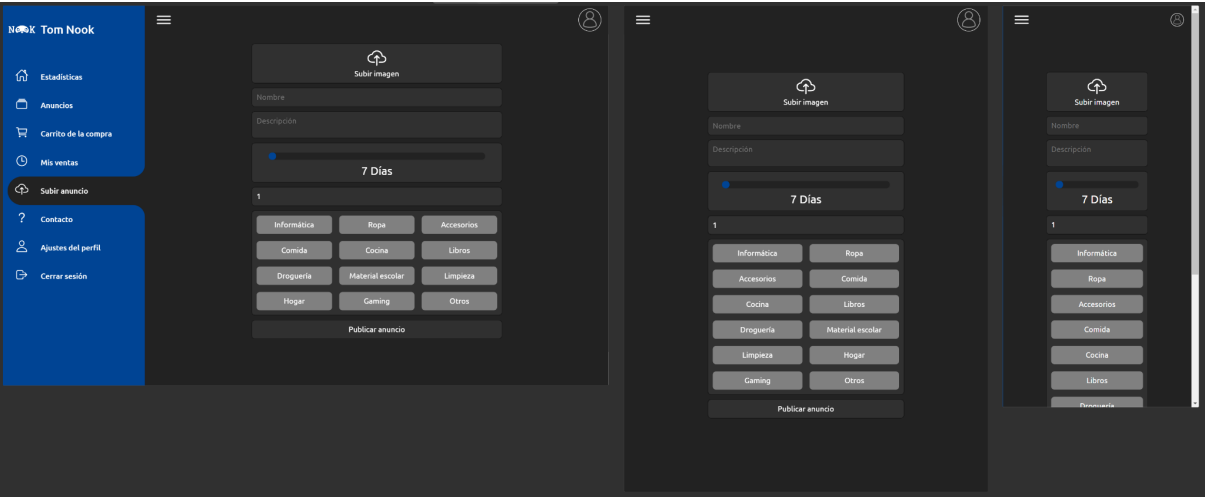 NOOK Tom Nook
Estadísticas
Anuncios
Carrito de la compra
Mis ventas
Subir anuncio
Contacto
Ajustes del perfil
Cerrar sesión
Subir imagen
Nombre
Descripción
7 Días
1
Informática Ropa Accesorios
Comida Cocina Libros
Droguería Material escolar Limpieza
Hogar Gaming Otros
Publicar anuncio
Subir imagen
Nombre
Descripción
7 Días
1
Informática Ropa
Accesorios Comida
Cocina Libros
Droguería Material escolar
Limpieza Hogar
Gaming Otros
Publicar anuncio
Subir imagen
Nombre
Descripción
7 Días
1
Informática
Ropa
Accesorios
Comida
Cocina
Libros
Droguería